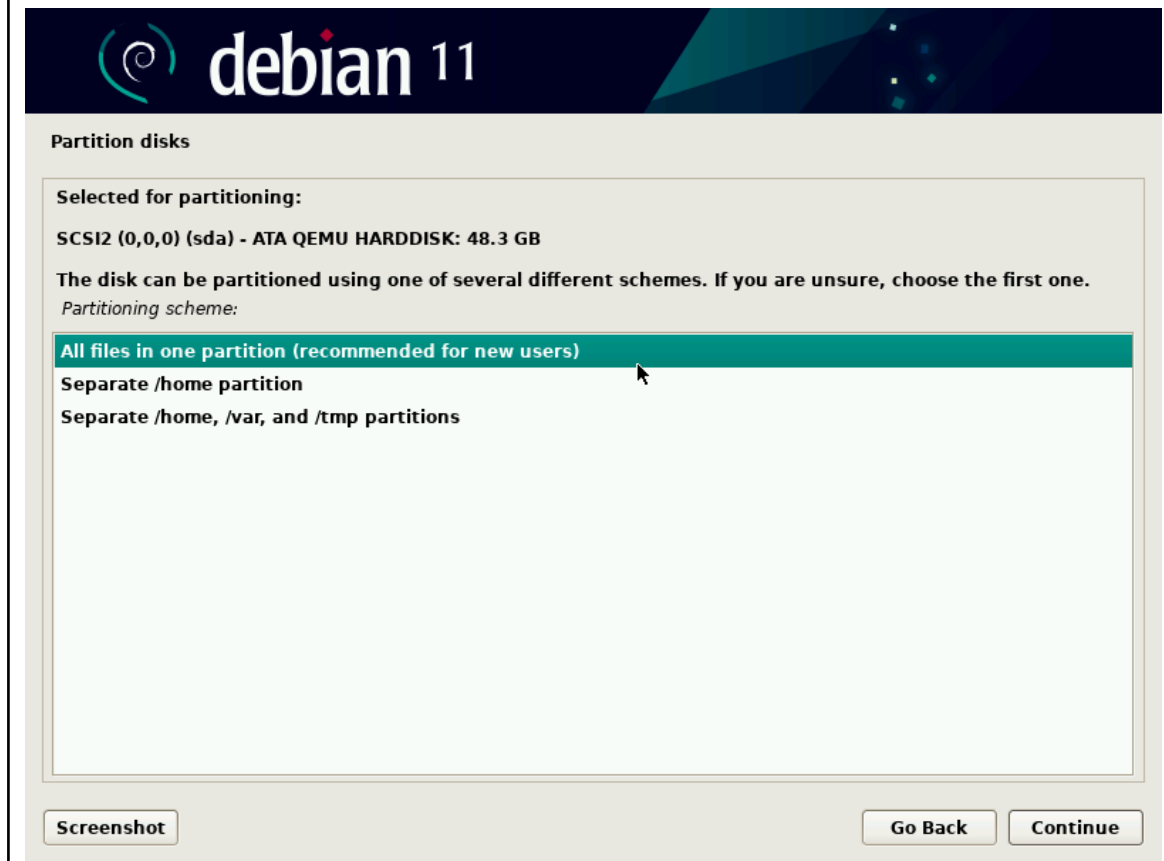 debian 11
Partition disks
Selected for partitioning:
SCSI2 (0,0,0) (sda) - ATA QEMU HARDDISK: 48.3 GB
The disk can be partitioned using one of several different schemes. If you are unsure, choose the first one.
Partitioning scheme:
All files in one partition (recommended for new users)
Separate /home partition
Separate /home, /var, and /tmp partitions
Screenshot Go Back Continue